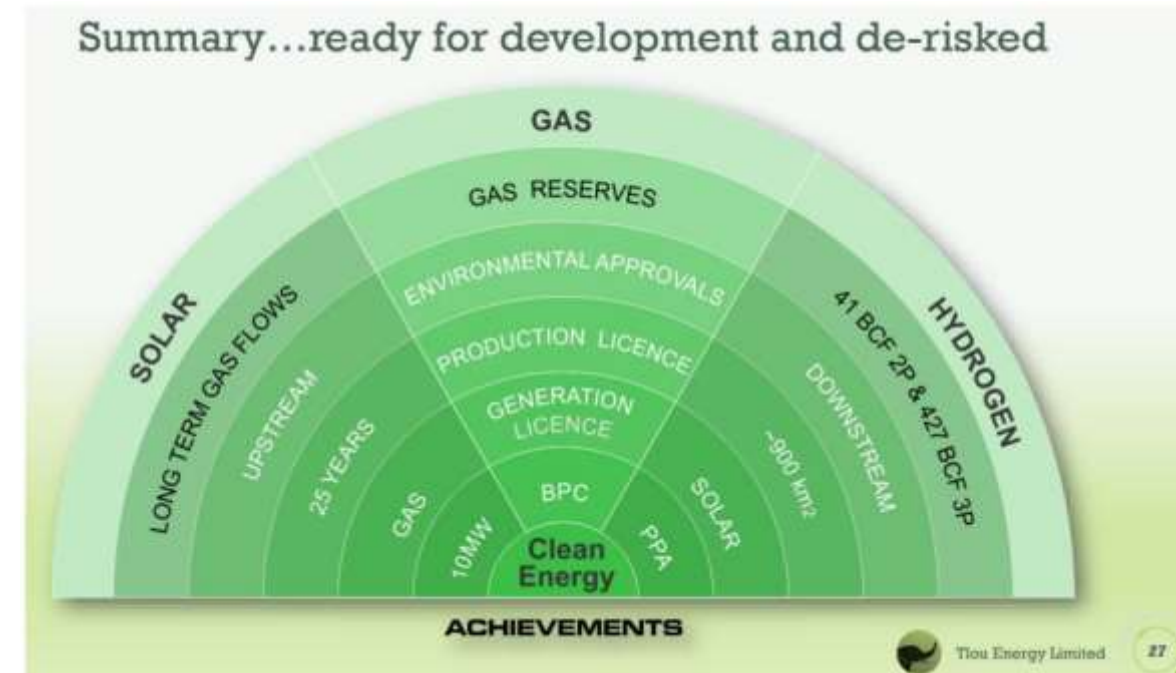 Summary...ready for development and de-risked
SOLAR
GAS
HYDROGEN
LONG TERM GAS FLOWS
GAS RESERVES
41 BCF 2P & 427 BCF 3P
UPSTREAM
ENVIRONMENTAL APPROVALS
DOWNSTREAM
25 YEARS
PRODUCTION LICENCE
~900 km2
GAS
GENERATION
LICENCE
SOLAR
10MW
BPC
PPA
Clean
Energy
ACHIEVEMENTS
Tlou Energy Limited
27